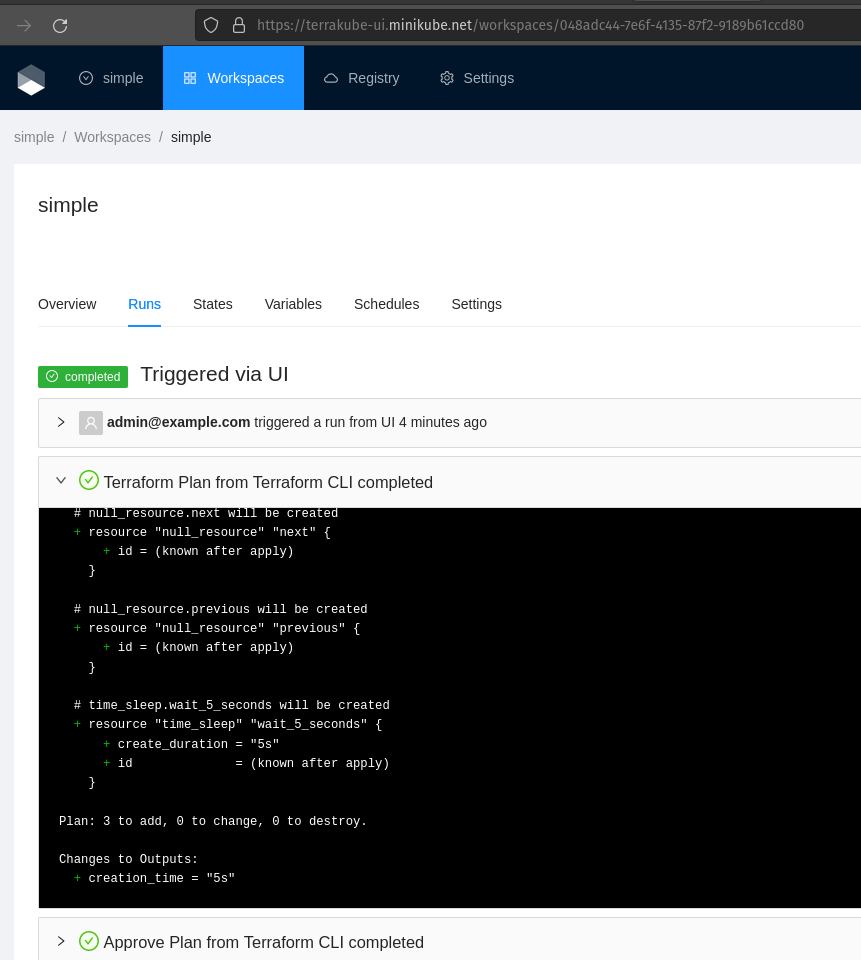 https://terrakube-ui.minikube.net/workspaces/048adc44-7e6f-4135-87f2-9189b61ccd80
simple Workspaces Registry Settings
simple / Workspaces / simple
simple
Overview Runs States Variables Schedules Settings
completed Triggered via UI
admin@example.com triggered a run from UI 4 minutes ago
Terraform Plan from Terraform CLI completed
# null_resource.next will be created
+ resource "null_resource" "next" {
+ id = (known after apply)
}
# null_resource.previous will be created
+ resource "null_resource" "previous" {
+ id = (known after apply)
}
# time_sleep.wait_5_seconds will be created
+ resource "time_sleep" "wait_5_seconds" {
+ create_duration = "5s"
+ id = (known after apply)
}
Plan: 3 to add, 0 to change, 0 to destroy.
Changes to Outputs:
+ creation_time = "5s"
Approve Plan from Terraform CLI completed